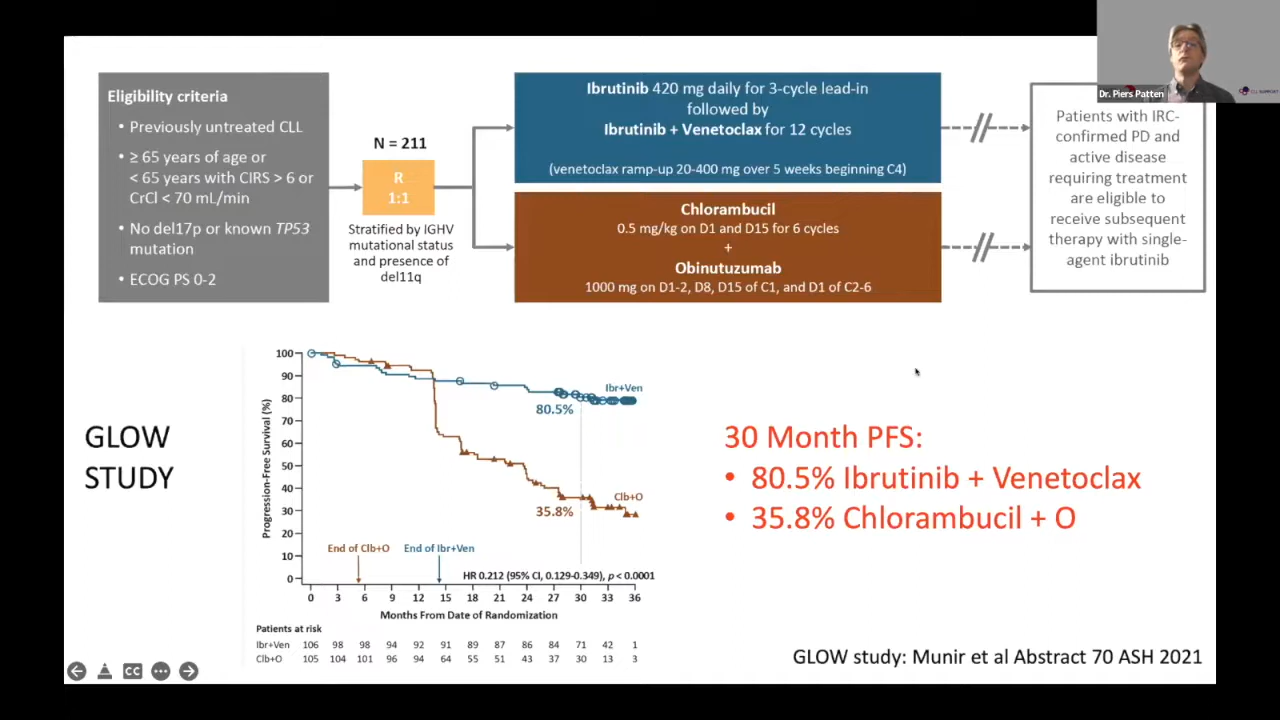 Dr. Piers Patten
CLL SUPPORT
Eligibility criteria
• Previously untreated CLL
• ≥ 65 years of age or
< 65 years with CIRS > 6 or
CrCl < 70 mL/min
• No del17p or known TP53
mutation
• ECOG PS 0-2
N = 211
R
1:1
Stratified by IGHV
mutational status
and presence of
del11q
Ibrutinib 420 mg daily for 3-cycle lead-in
followed by
Ibrutinib + Venetoclax for 12 cycles
(venetoclax ramp-up 20-400 mg over 5 weeks beginning C4)
Chlorambucil
0.5 mg/kg on D1 and D15 for 6 cycles
+
Obinutuzumab
1000 mg on D1-2, D8, D15 of C1, and D1 of C2-6
Patients with IRC-
confirmed PD and
active disease
requiring treatment
are eligible to
receive subsequent
therapy with single-
agent ibrutinib
GLOW
STUDY
Progression-Free Survival (%)
100
90
80
70
60
50
40
30
20
10
0
Ibr+Ven
80.5%
Clb+O
35.8%
End of Clb+O
End of Ibr+Ven
HR 0.212 (95% CI, 0.129-0.349), p < 0.0001
0 3 6 9 12 15 18 21 24 27 30 33 36
Months From Date of Randomization
Patients at risk
Ibr+Ven 106 98 98 94 92 91 89 87 86 84 71 42 1
Clb+O 105 104 101 96 94 64 55 51 43 37 30 13 3
30 Month PFS:
• 80.5% Ibrutinib + Venetoclax
• 35.8% Chlorambucil + O
GLOW study: Munir et al Abstract 70 ASH 2021
CC